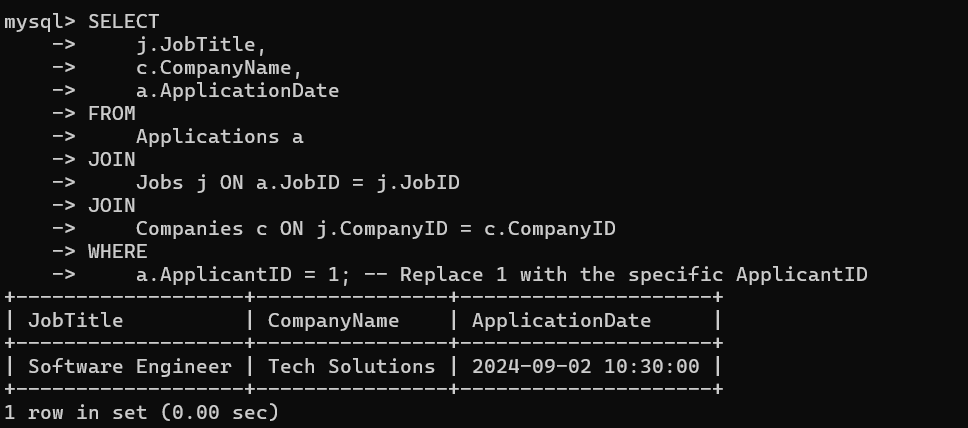 mysql> SELECT
    ->     j.JobTitle,
    ->     c.CompanyName,
    ->     a.ApplicationDate
    -> FROM
    ->     Applications a
    -> JOIN
    ->     Jobs j ON a.JobID = j.JobID
    -> JOIN
    ->     Companies c ON j.CompanyID = c.CompanyID
    -> WHERE
    ->     a.ApplicantID = 1; -- Replace 1 with the specific ApplicantID
+-------------------+----------------+---------------------+
| JobTitle          | CompanyName    | ApplicationDate     |
+-------------------+----------------+---------------------+
| Software Engineer | Tech Solutions | 2024-09-02 10:30:00 |
+-------------------+----------------+---------------------+
1 row in set (0.00 sec)